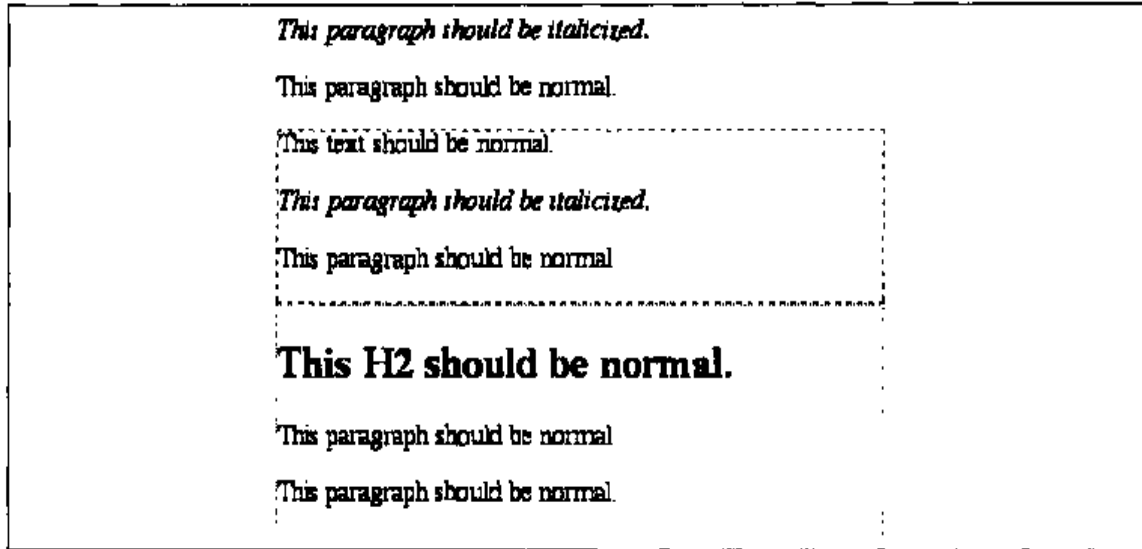 This paragraph should be italicized.
This paragraph should be normal.
This text should be normal.
This paragraph should be italicized.
This paragraph should be normal
This H2 should be normal.
This paragraph should be normal
This paragraph should be normal.